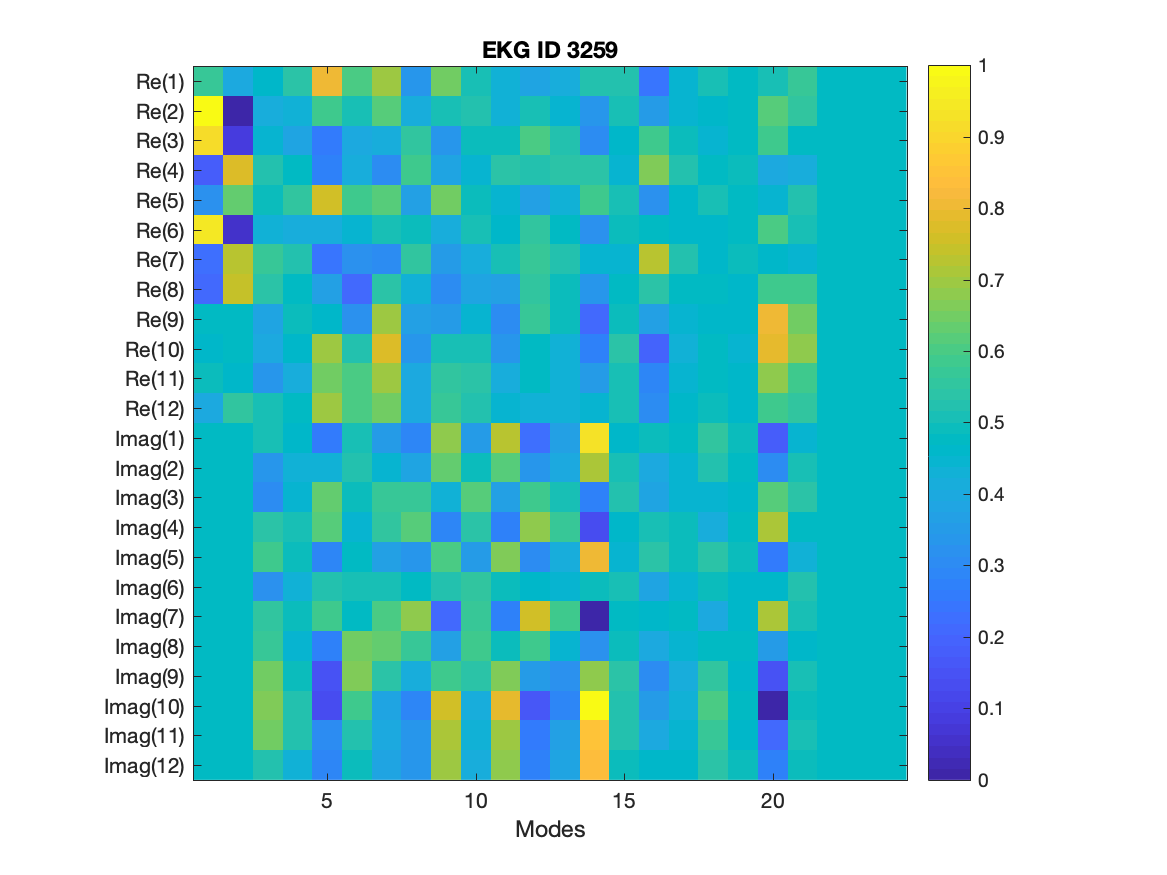 EKG ID 3259
Re(1)
Re(2)
Re(3)
Re(4)
Re(5)
Re(6)
Re(7)
Re(8)
Re(9)
Re(10)
Re(11)
Re(12)
Imag(1)
Imag(2)
Imag(3)
Imag(4)
Imag(5)
Imag(6)
Imag(7)
Imag(8)
Imag(9)
Imag(10)
Imag(11)
Imag(12)
5 10 15 20
Modes
1
0.9
0.8
0.7
0.6
0.5
0.4
0.3
0.2
0.1
0